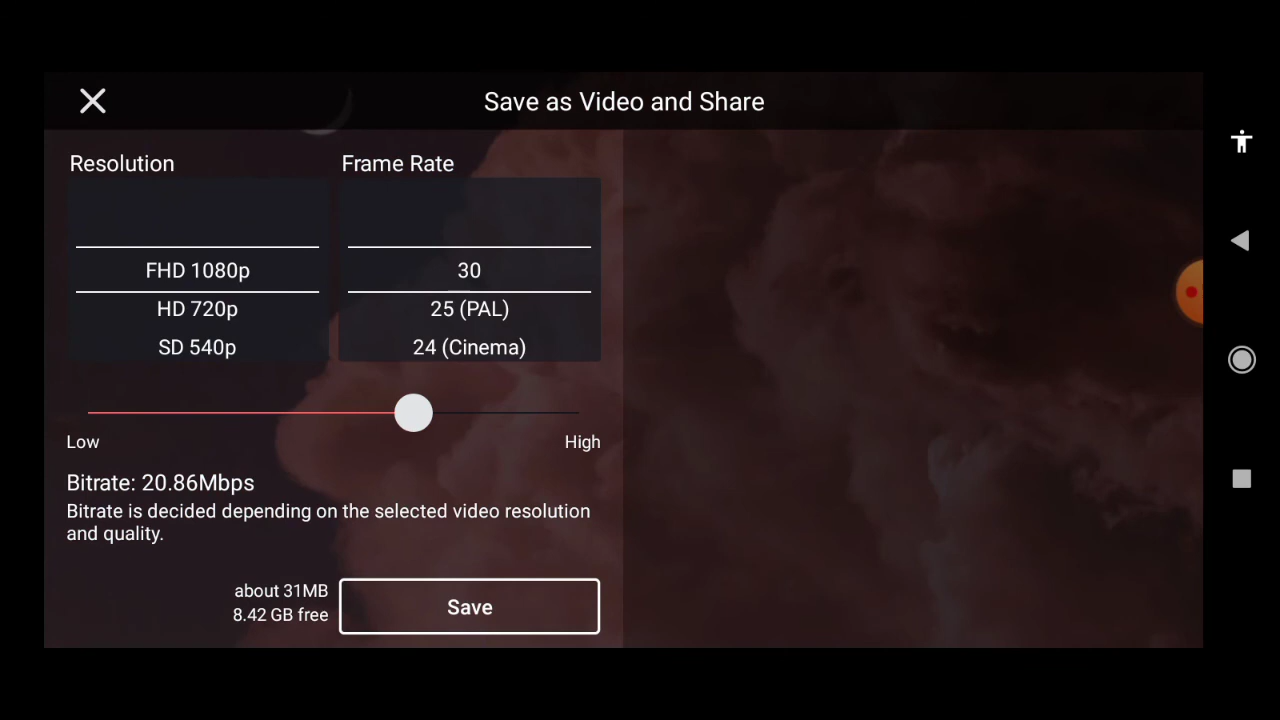 Save as Video and Share
Resolution
Frame Rate
FHD 1080p
30
HD 720p
25 (PAL)
SD 540p
24 (Cinema)
Low
High
Bitrate: 20.86Mbps
Bitrate is decided depending on the selected video resolution
and quality.
about 31MB
8.42 GB free
Save